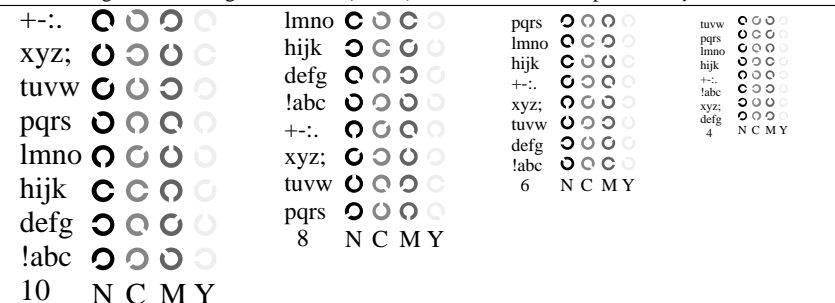 +-:.
xyz;
tuvw
pqrs
lmno
hijk
defg
!abc
10 N C M Y
lmno
hijk
defg
!abc
+-:.
xyz;
tuvw
pqrs
8 N C M Y
pqrs
lmno
hijk
+-:.
xyz;
tuvw
defg
!abc
6 N C M Y
tuvw
pqrs
lmno
hijk
+-:.
!abc
xyz;
defg
4 N C M Y